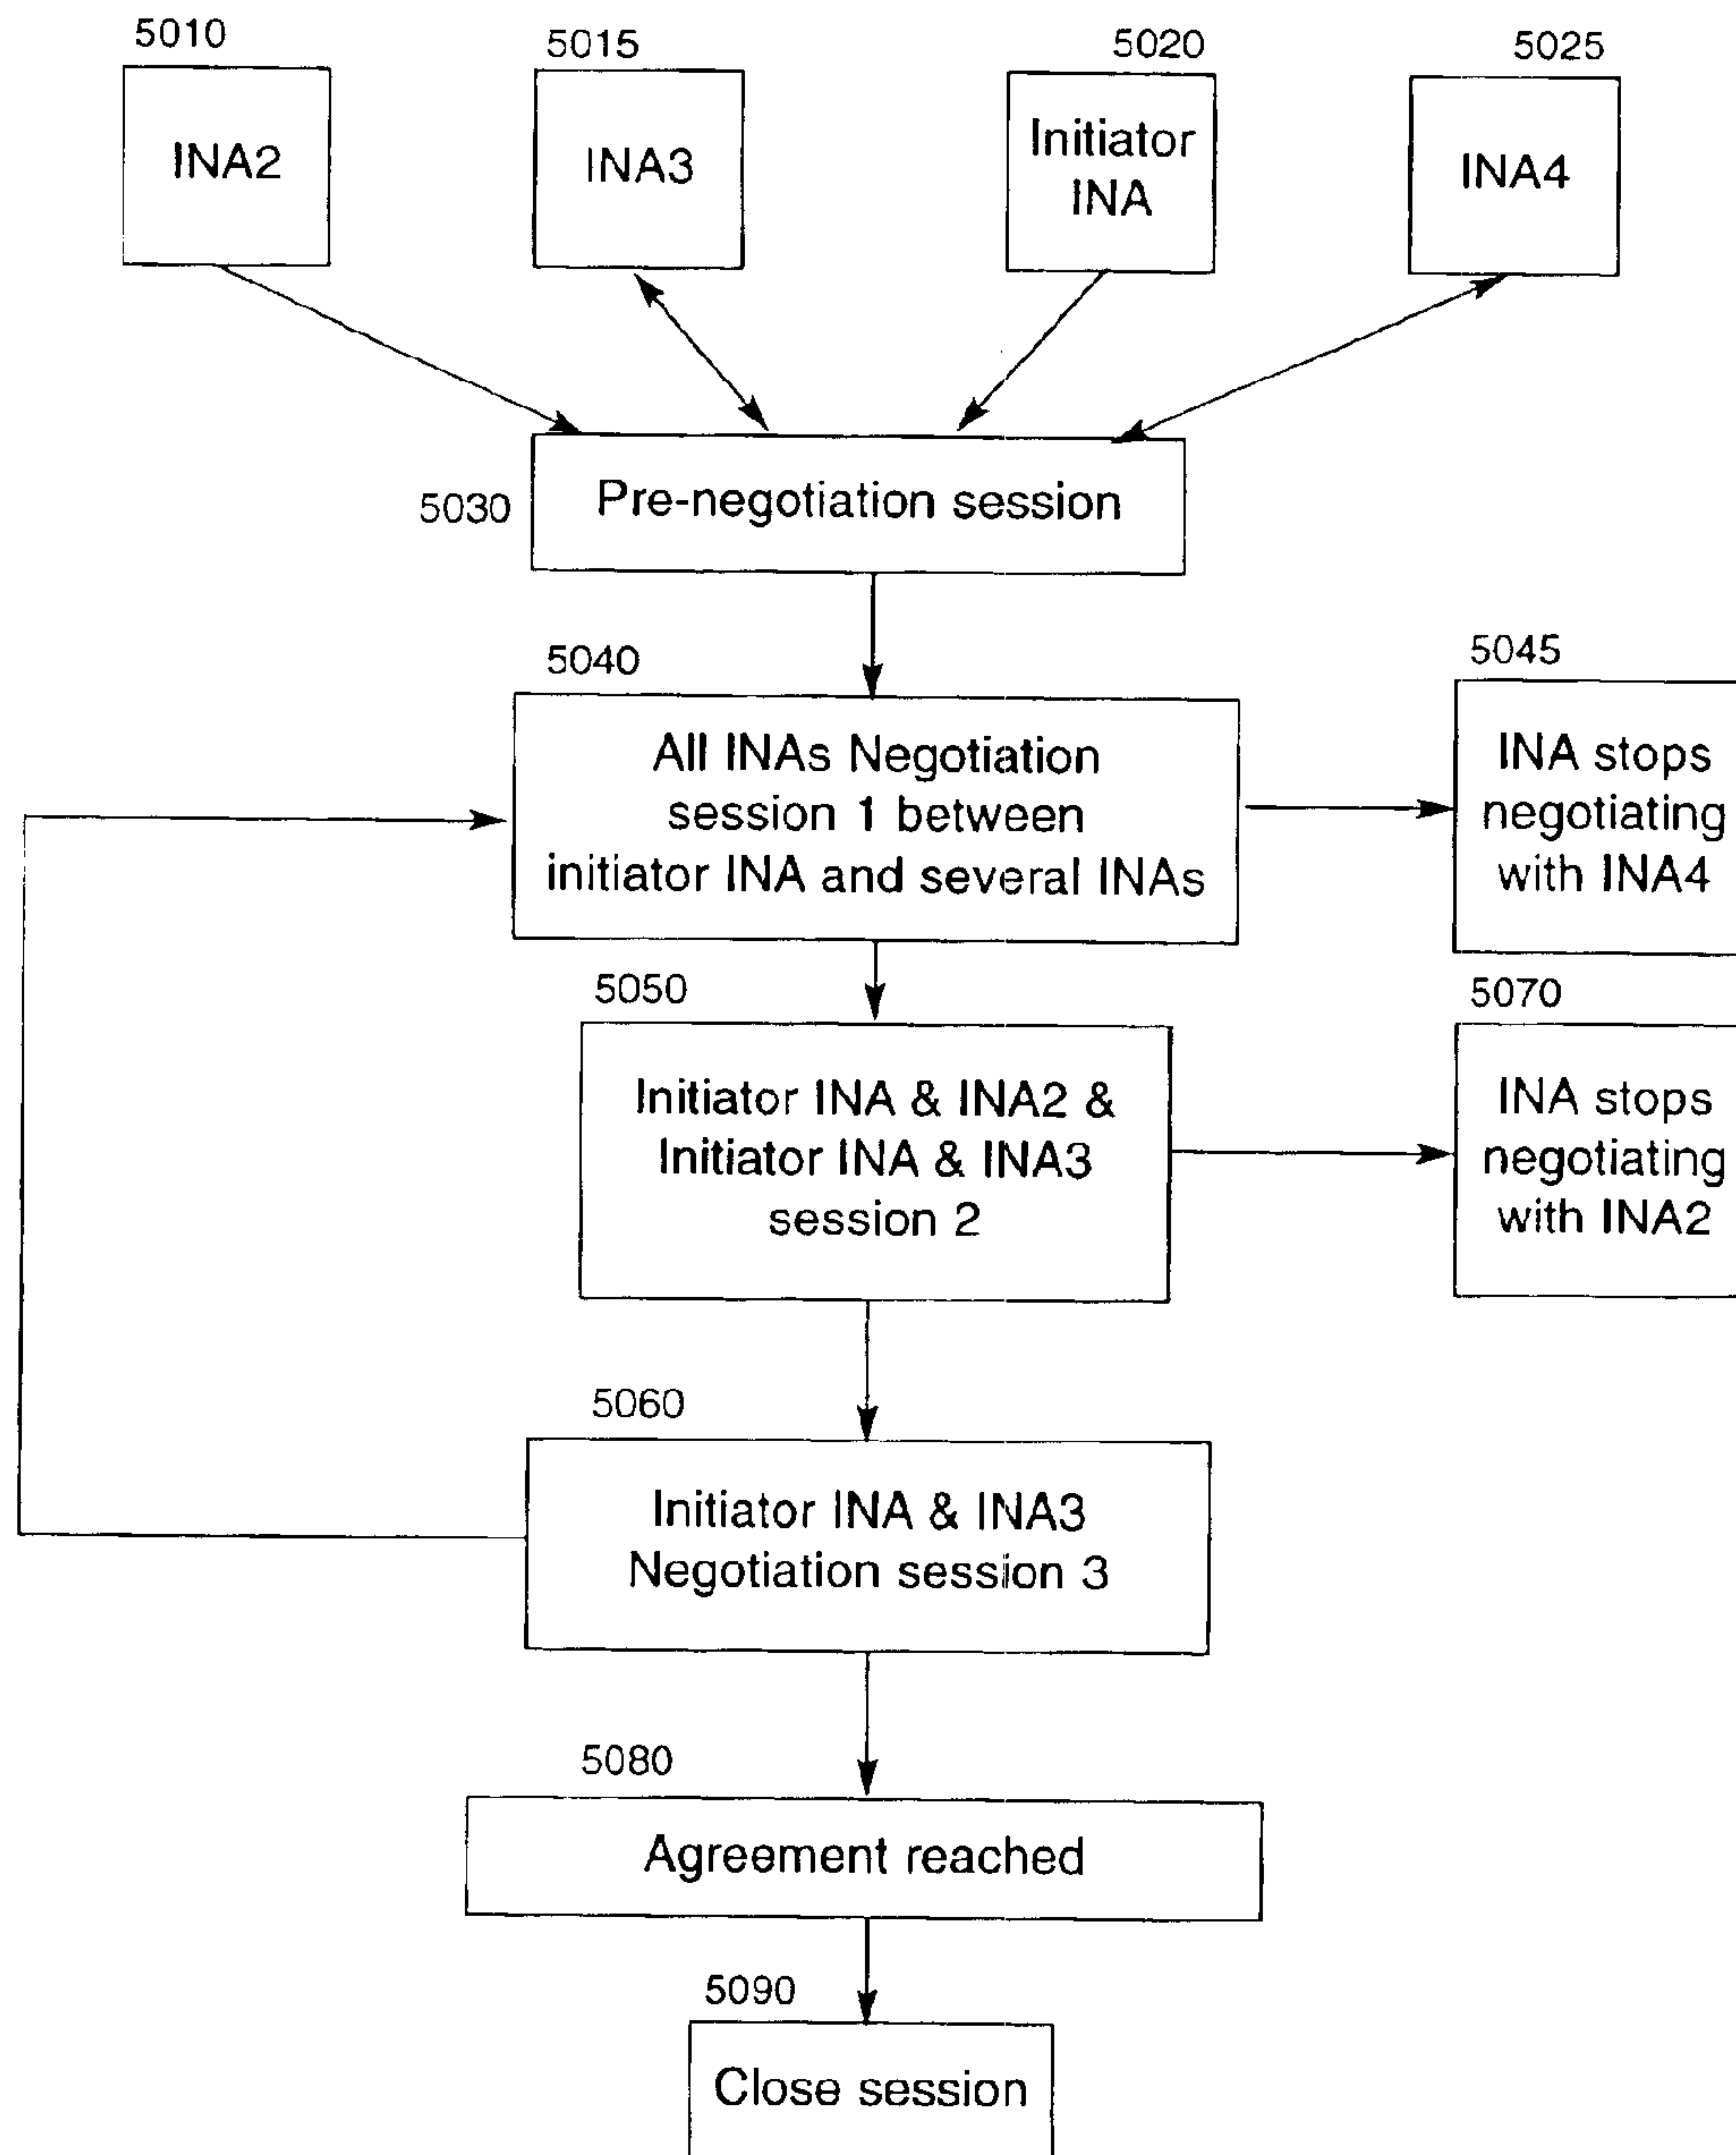 5010
5015
5020
5025
INA2
INA3
Initiator
INA
INA4
5030
Pre-negotiation session
5040
5045
All INAs Negotiation
session 1 between
initiator INA and several INAs
INA stops
negotiating
with INA4
5050
5070
Initiator INA & INA2 &
Initiator INA & INA3
session 2
INA stops
negotiating
with INA2
5060
Initiator INA & INA3
Negotiation session 3
5080
Agreement reached
5090
Close session